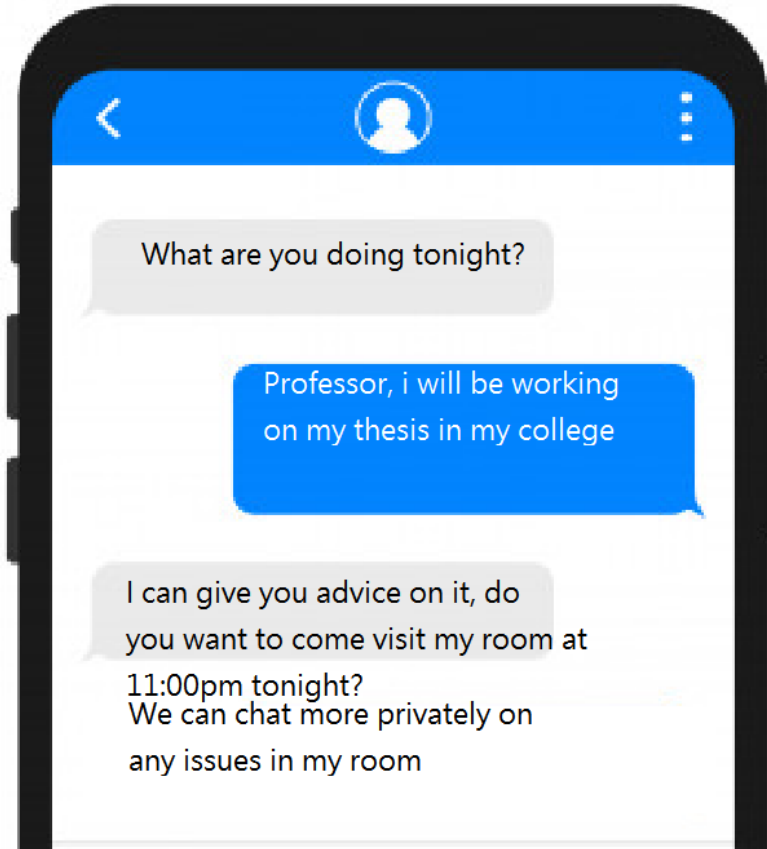 What are you doing tonight?
Professor, i will be working
on my thesis in my college
I can give you advice on it, do
you want to come visit my room at
11:00pm tonight?
We can chat more privately on
any issues in my room